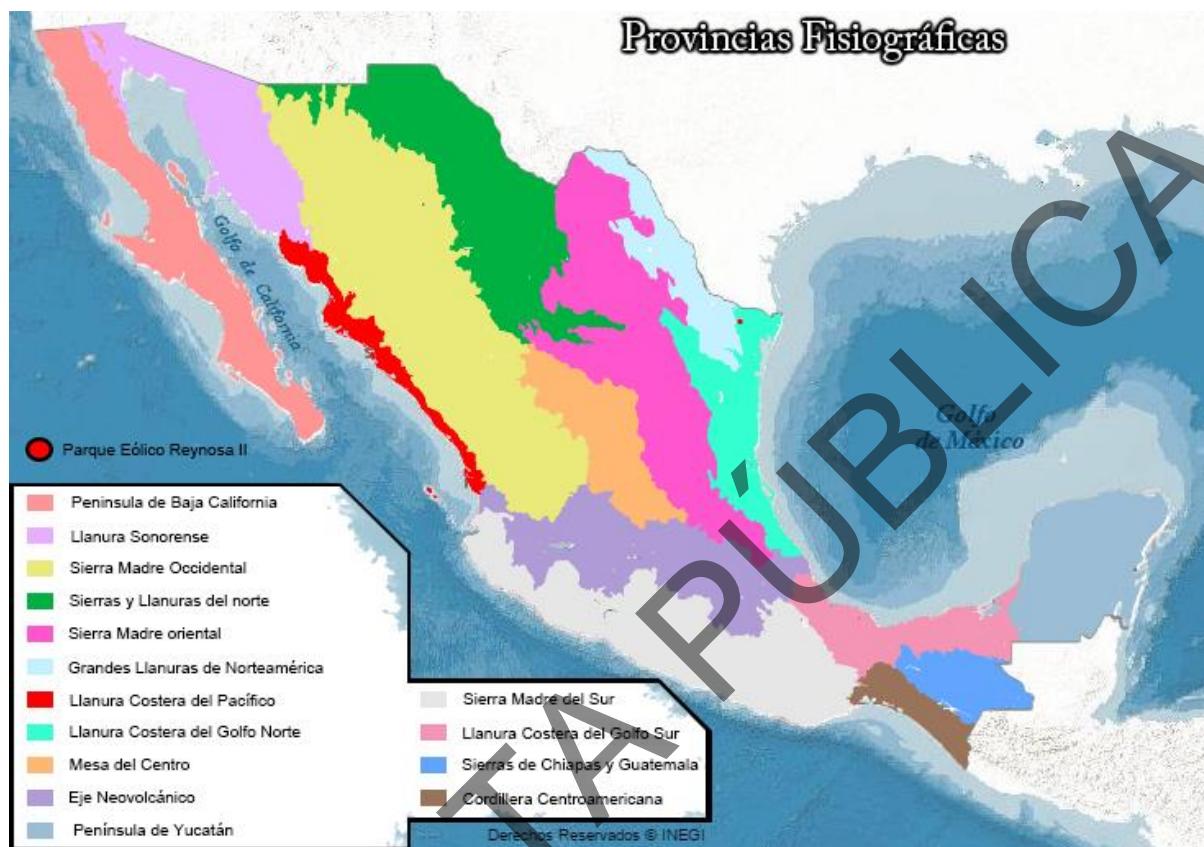 Provincias Fisiográficas
Golfo de California
Golfo
de México
Parque Eólico Reynosa II
Peninsula de Baja California
Llanura Sonorense
Sierra Madre Occidental
Sierras y Llanuras del norte
Sierra Madre oriental
Grandes Llanuras de Norteamérica
Llanura Costera del Pacífico
Llanura Costera del Golfo Norte
Mesa del Centro
Eje Neovolcánico
Península de Yucatán
Sierra Madre del Sur
Llanura Costera del Golfo Sur
Sierras de Chiapas y Guatemala
Cordillera Centroamericana
Derechos Reservados © INEGI
TA PÚBLICA